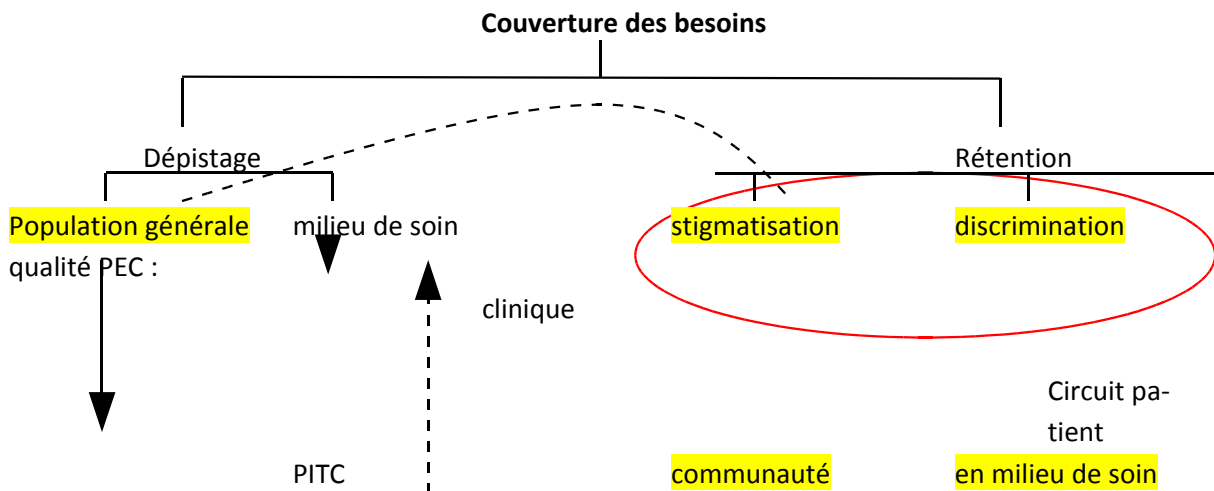 Couverture des besoins
Dépistage Rétention
Population générale milieu de soin stigmatisation discrimination
qualité PEC :
clinique
Circuit pa-
tient
PITC communauté en milieu de soin